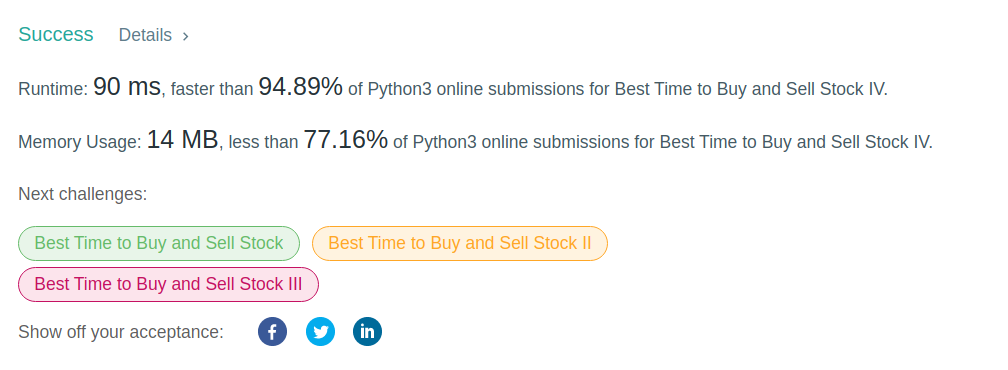 Success Details ›
Runtime: 90 ms, faster than 94.89% of Python3 online submissions for Best Time to Buy and Sell Stock IV.
Memory Usage: 14 MB, less than 77.16% of Python3 online submissions for Best Time to Buy and Sell Stock IV.
Next challenges:
Best Time to Buy and Sell Stock Best Time to Buy and Sell Stock II
Best Time to Buy and Sell Stock III
Show off your acceptance: f in